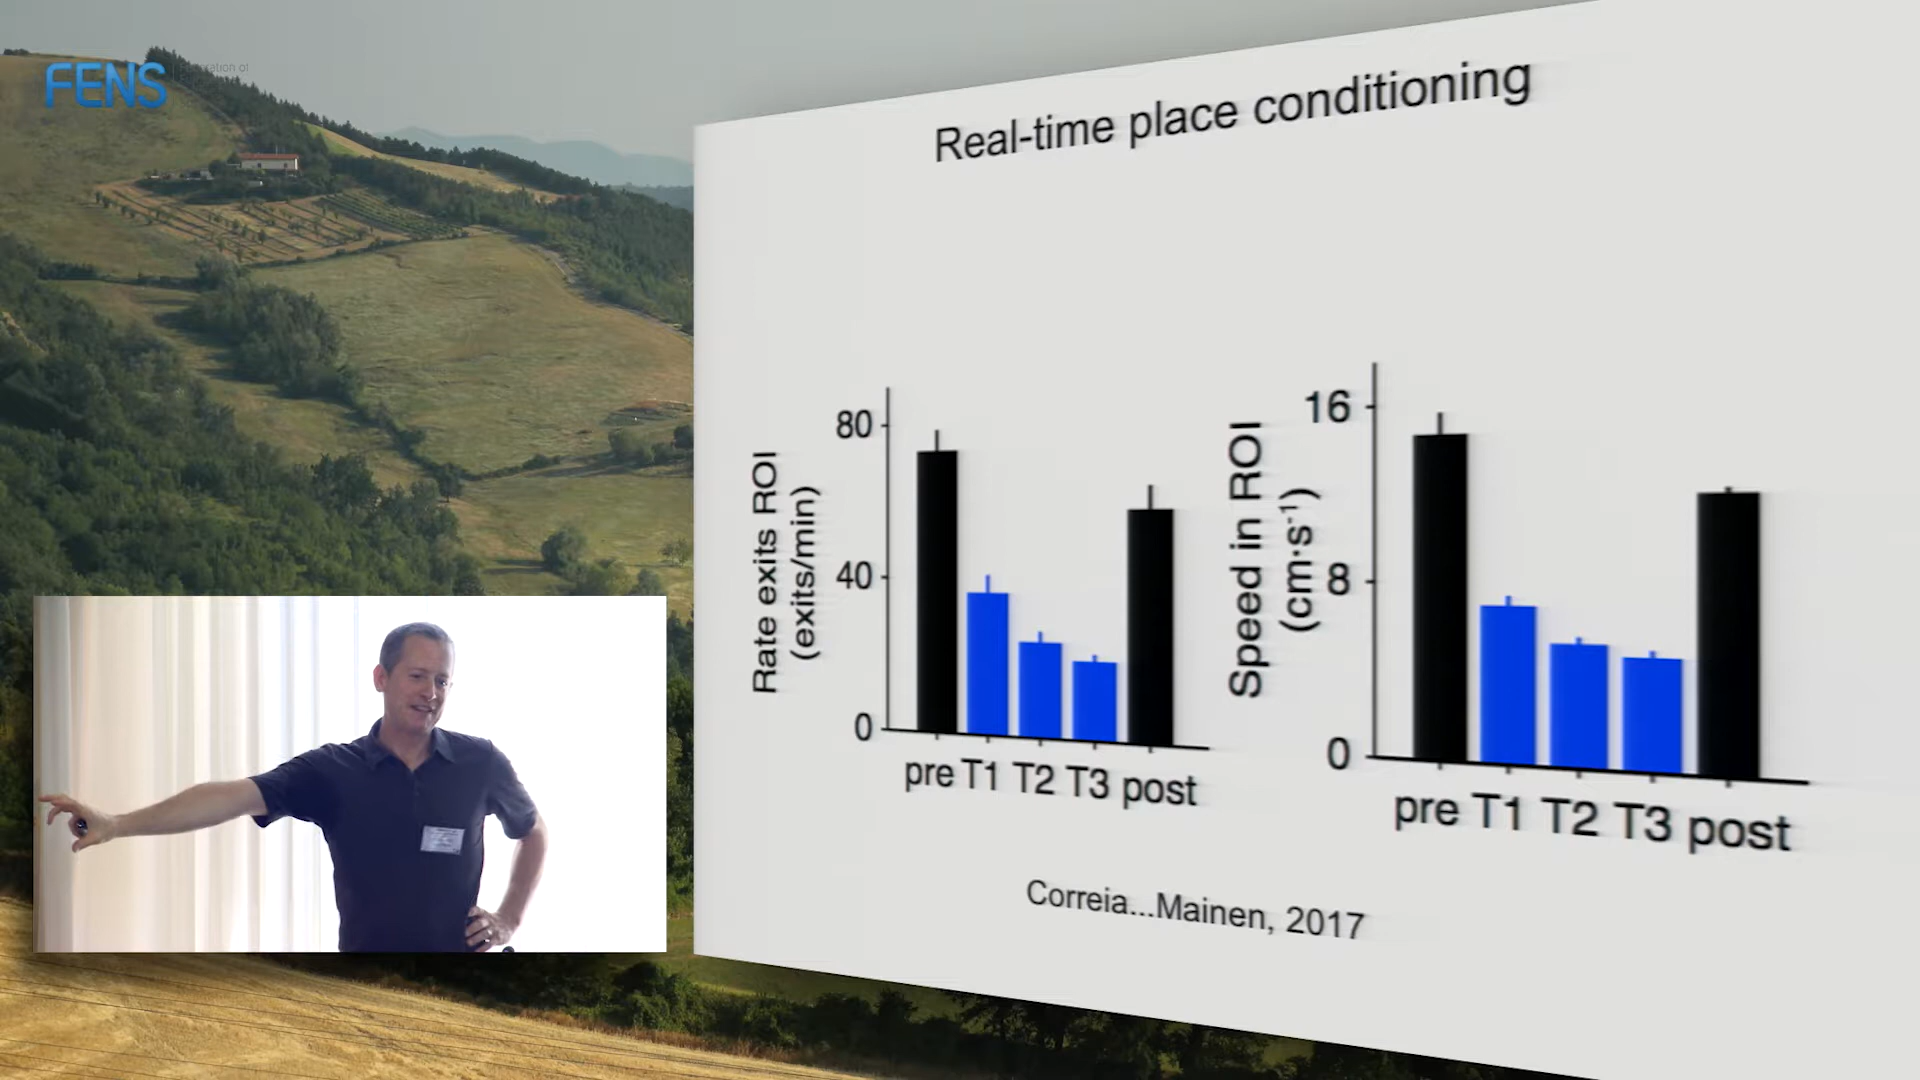 FENS
Real-time place conditioning
Rate exits ROI
(exits/min)
80
40
0
pre T1 T2 T3 post
Speed in ROI
(cm·s⁻¹)
16
8
0
pre T1 T2 T3 post
Correia...Mainen, 2017